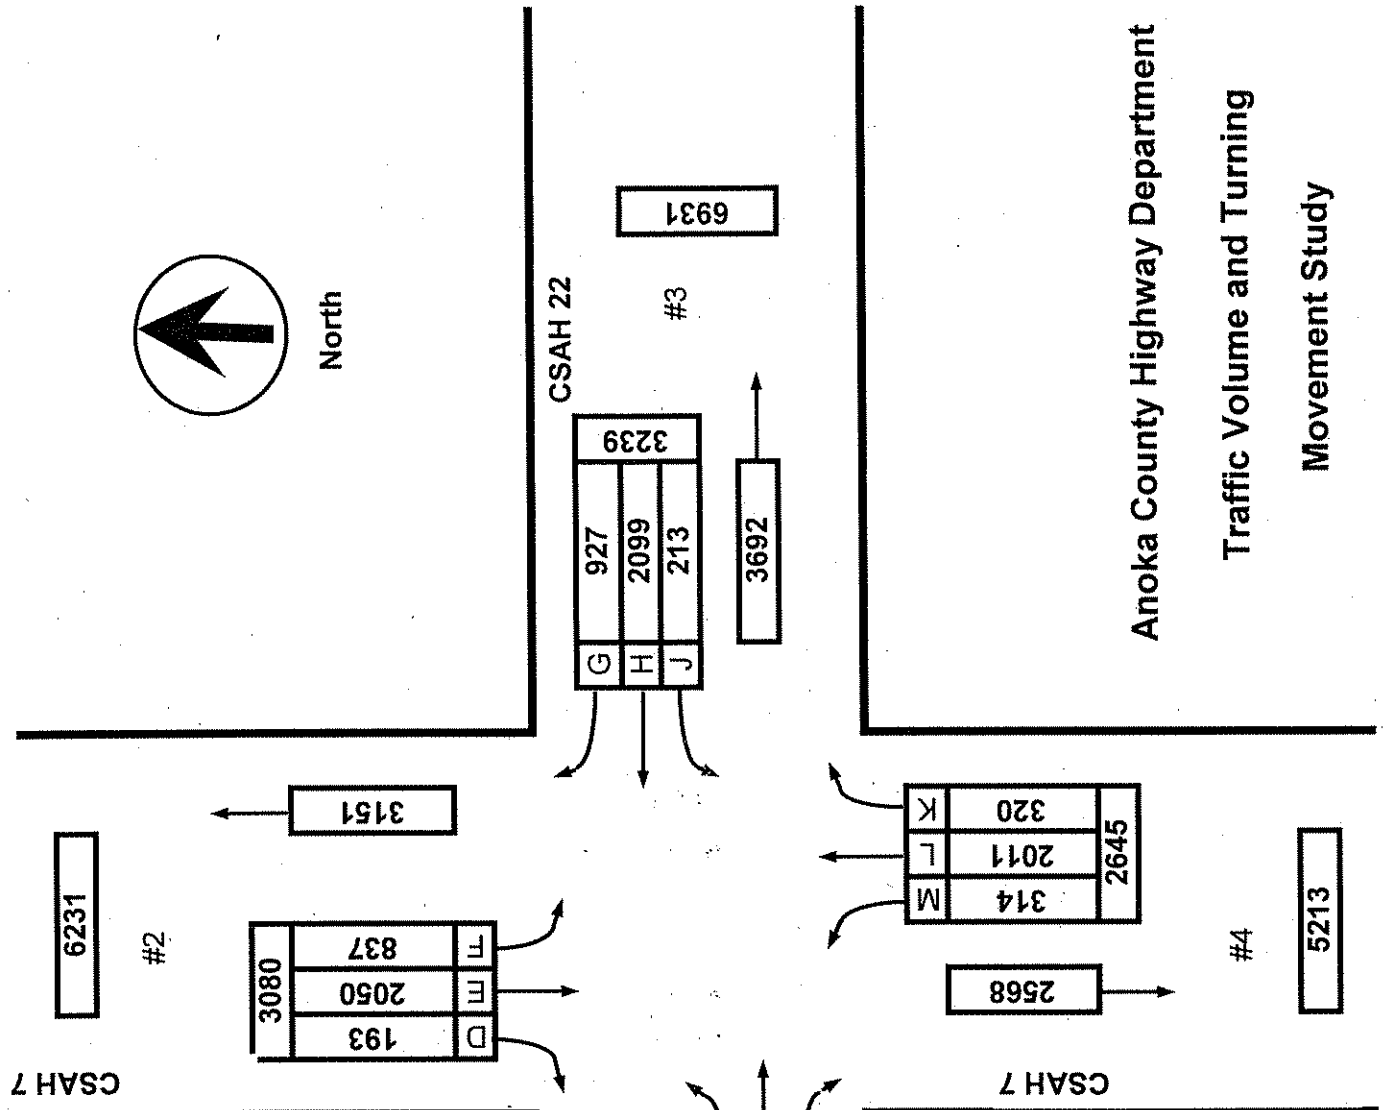 CSAH 7
6231
#2
3151
3080
193
2050
837
D
E
F
North
CSAH 22
#3
6931
G
927
H
2099
J
213
3239
3692
M
L
K
314
2011
320
2645
2568
#4
5213
CSAH 7
Anoka County Highway Department
Traffic Volume and Turning
Movement Study